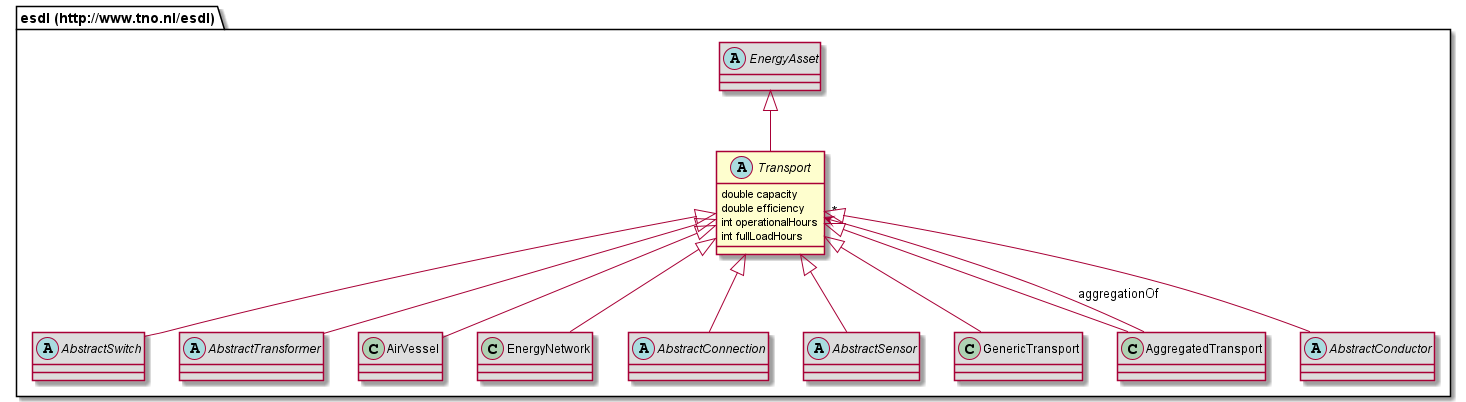 esdl (http://www.tno.nl/esdl)
A EnergyAsset
A Transport
double capacity
double efficiency
int operationalHours
int fullLoadHours
*
aggregationOf
A AbstractSwitch
A AbstractTransformer
C AirVessel
C EnergyNetwork
A AbstractConnection
A AbstractSensor
C GenericTransport
C AggregatedTransport
A AbstractConductor